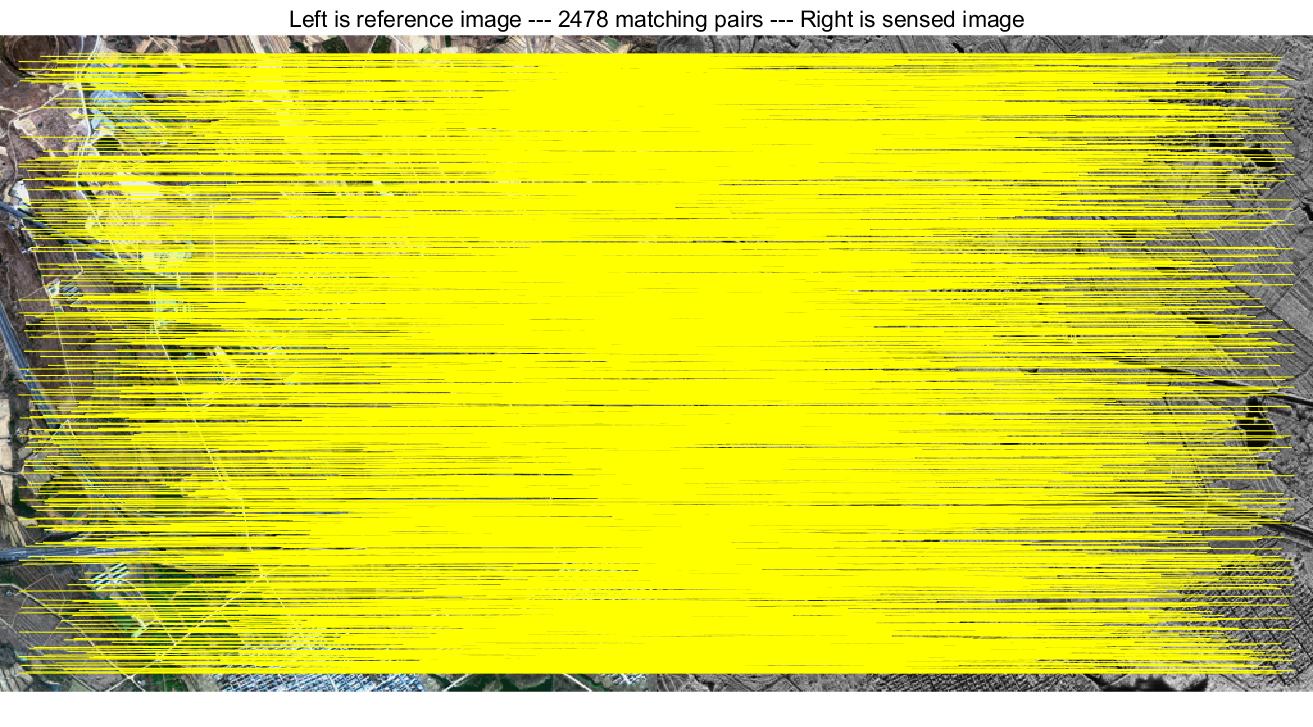 Left is reference image --- 2478 matching pairs --- Right is sensed image